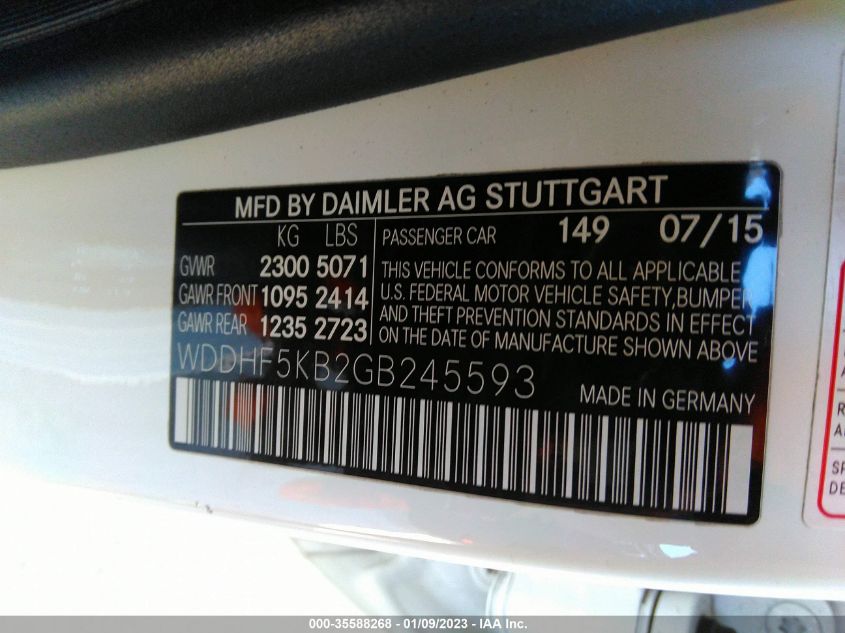 MFD BY DAIMLER AG STUTTGART
KG LBS
GVWR 2300 5071
GAWR FRONT 1095 2414
GAWR REAR 1235 2723
PASSENGER CAR 149 07/15
THIS VEHICLE CONFORMS TO ALL APPLICABLE
U.S. FEDERAL MOTOR VEHICLE SAFETY, BUMPER
AND THEFT PREVENTION STANDARDS IN EFFECT
ON THE DATE OF MANUFACTURE SHOWN ABOVE
WDDHF5KB2GB245593
MADE IN GERMANY
000-35588268 - 01/09/2023 - IAA Inc.